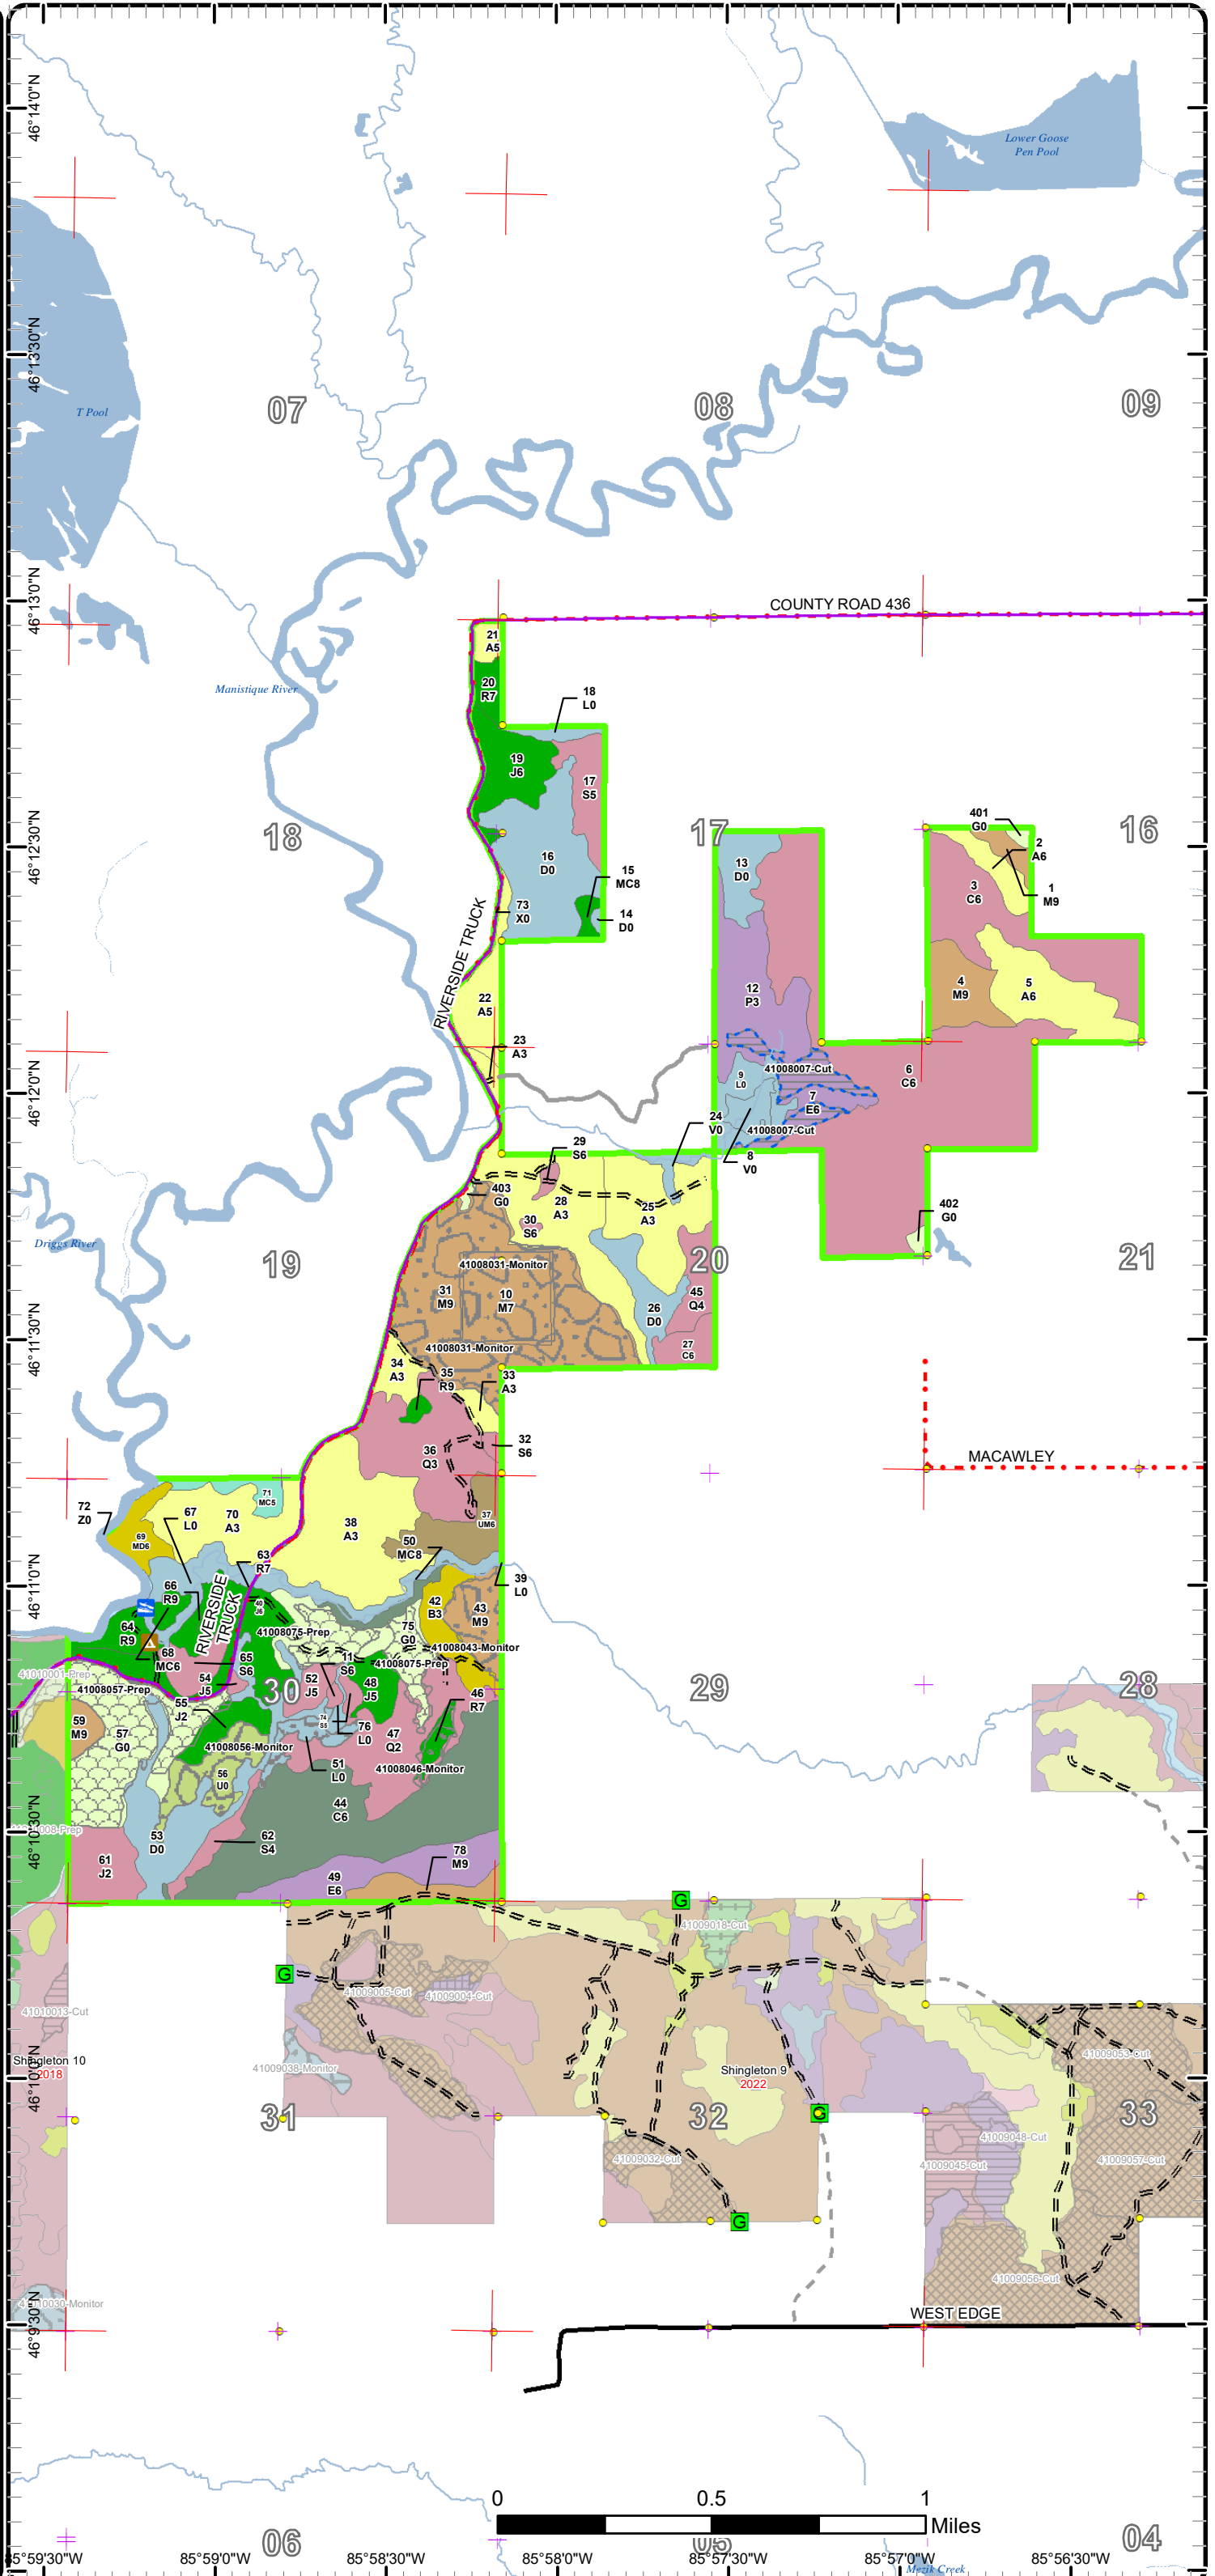 46°14'0"N
Lower Goose
Pen Pool
46°13'30"N
T Pool
07
08
09
46°13'0"N
COUNTY ROAD 436
21
A5
20
R7
Manistique River
18
L0
19
J6
17
S5
46°12'30"N
18
17
16
401
G0
2
A6
1
M9
3
C6
16
D0
15
MC8
14
D0
13
D0
73
X0
RIVERSIDE TRUCK
22
A5
12
P3
4
M9
5
A6
23
A3
46°12'0"N
9
L0
41008007-Cut
7
E6
6
C6
41008007-Cut
24
V0
8
V0
29
S6
403
G0
28
A3
25
A3
30
S6
402
G0
Driggs River
19
20
21
41008031-Monitor
31
M9
10
M7
45
Q4
26
D0
27
C6
46°11'30"N
41008031-Monitor
34
A3
35
R9
33
A3
36
Q3
32
S6
MACAWLEY
72
Z0
67
L0
70
A3
71
MC5
69
MD6
38
A3
37
UM6
50
MC8
63
R7
39
L0
46°11'0"N
66
R9
RIVERSIDE
TRUCK
40
J6
42
B3
43
M9
64
R9
68
MC6
41008075-Prep
75
G0
41008043-Monitor
65
S6
11
S6
41008075-Prep
54
J5
52
J5
48
J5
41010001-Prep
41008057-Prep
30
29
28
55
J2
46
R7
59
M9
57
G0
74
S5
76
L0
47
Q2
41008056-Monitor
51
L0
41008046-Monitor
56
U0
44
C6
46°10'30"N
008-Prep
53
D0
62
S4
61
J2
78
M9
49
E6
41009018-Cut
G
G
41009005-Cut
41009004-Cut
41010013-Cut
Shingleton 10
2018
46°10'0"N
41009038-Monitor
Shingleton 9
2022
41009053-Cut
31
32
33
G
41009048-Cut
41009032-Cut
41009045-Cut
41009057-Cut
G
41009056-Cut
41010030-Monitor
46°9'30"N
WEST EDGE
0
0.5
1
Miles
06
05
04
85°59'30"W
85°59'0"W
85°58'30"W
85°58'0"W
85°57'30"W
85°57'0"W
85°56'30"W
Mezik Creek